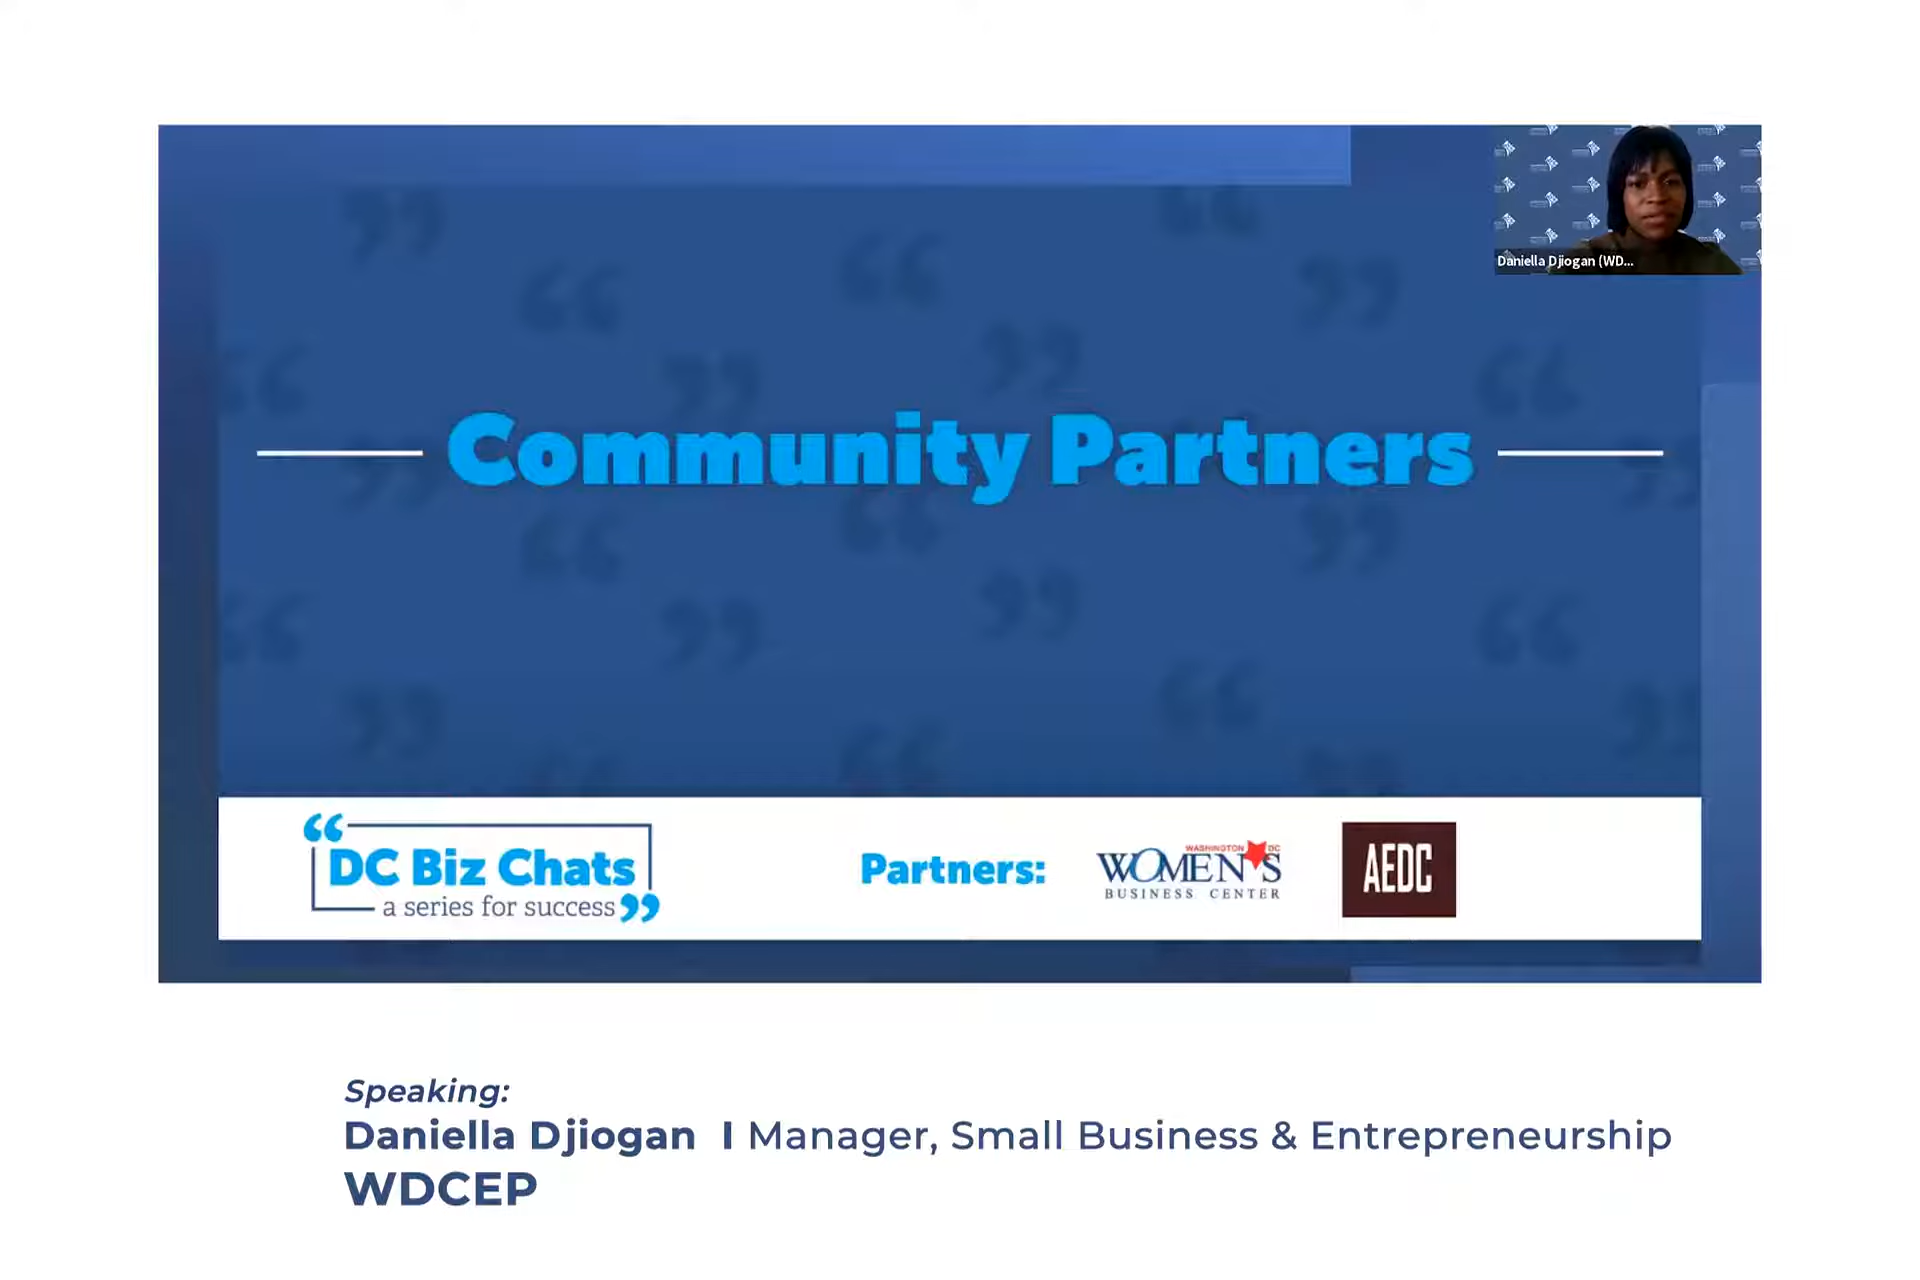 Daniella Djiogan (WD...
Community Partners
“DC Biz Chats
a series for success”
Partners:
WASHINGTON DC
WOMEN'S
BUSINESS CENTER
AEDC
Speaking:
Daniella Djiogan I Manager, Small Business & Entrepreneurship
WDCEP